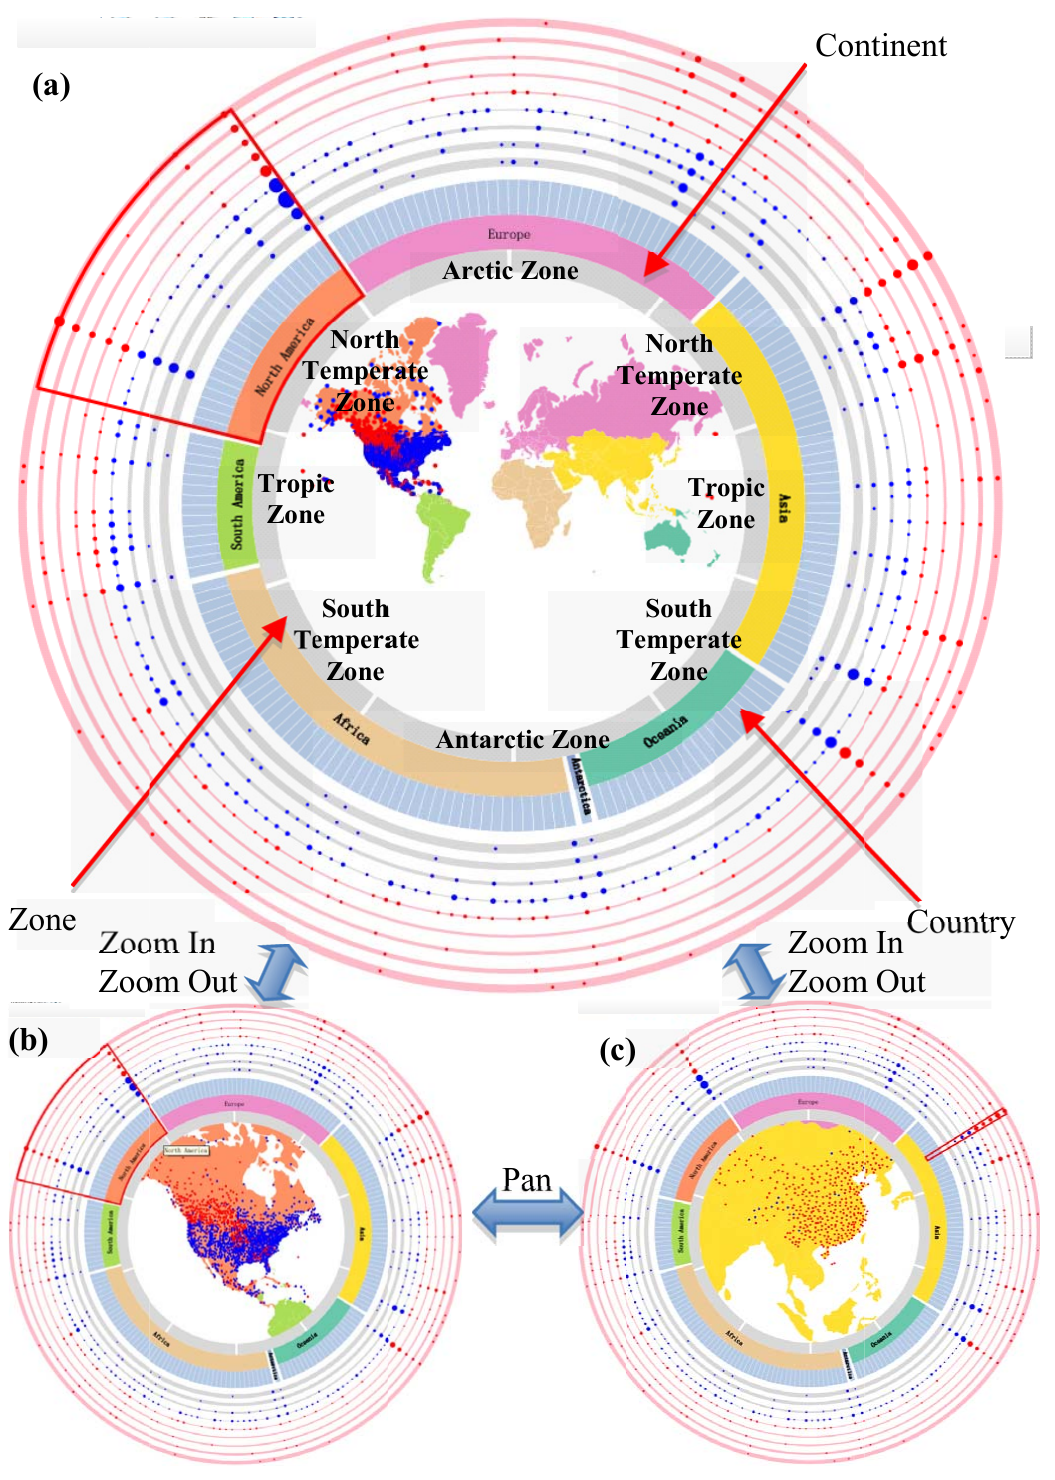 Continent
(a)
Europe
Arctic Zone
North
Temperate
Zone
North
Temperate
Zone
North America
South America
Tropic
Zone
Tropic
Zone
Asia
South
Temperate
Zone
South
Temperate
Zone
Africa
Antarctic Zone
Oceania
Antarctica
Zone
Country
Zoom In
Zoom Out
Zoom In
Zoom Out
(b)
Europe
North America
North America
South America
Asia
Africa
Oceania
Antarctica
Pan
(c)
Europe
North America
South America
Asia
Africa
Oceania
Antarctica